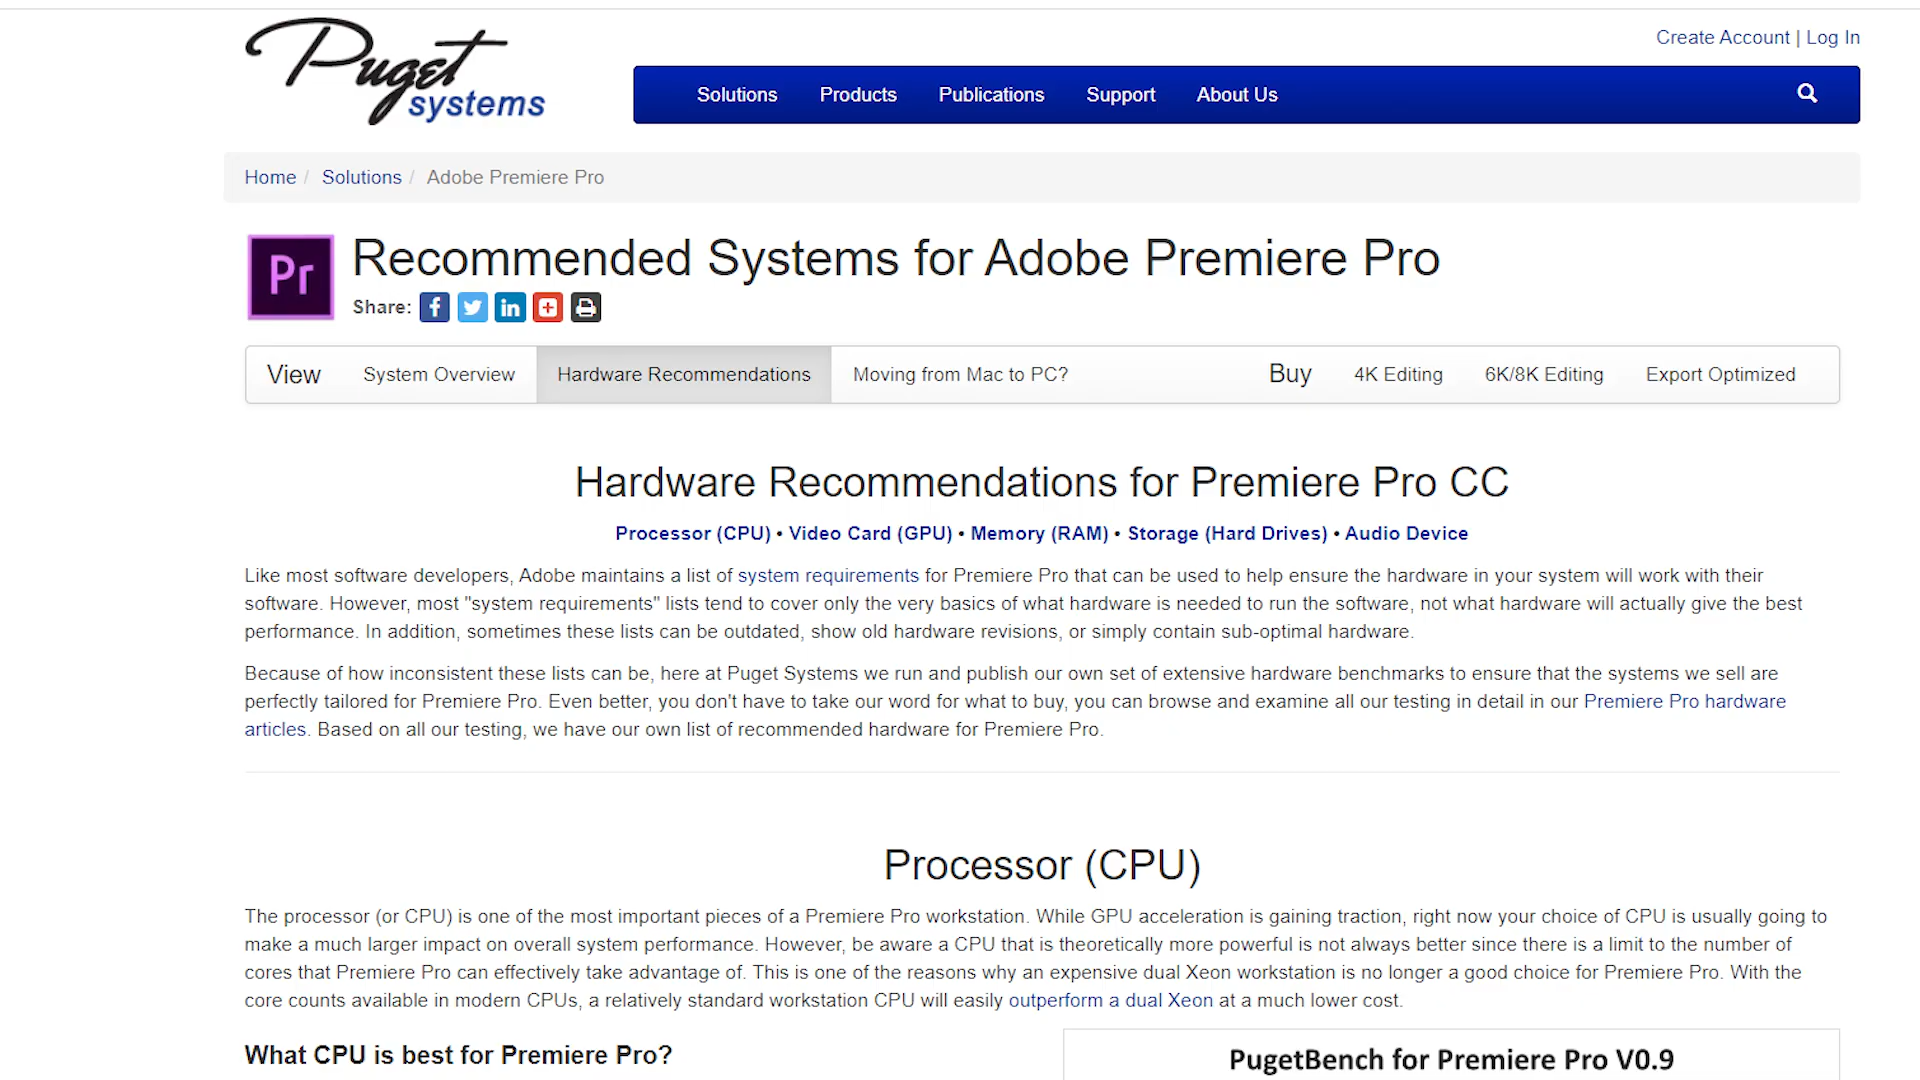 Puget systems
Create Account | Log In
Solutions Products Publications Support About Us
Home / Solutions / Adobe Premiere Pro
Pr
Recommended Systems for Adobe Premiere Pro
Share:
View System Overview Hardware Recommendations Moving from Mac to PC? Buy 4K Editing 6K/8K Editing Export Optimized
Hardware Recommendations for Premiere Pro CC
Processor (CPU) • Video Card (GPU) • Memory (RAM) • Storage (Hard Drives) • Audio Device
Like most software developers, Adobe maintains a list of system requirements for Premiere Pro that can be used to help ensure the hardware in your system will work with their
software. However, most "system requirements" lists tend to cover only the very basics of what hardware is needed to run the software, not what hardware will actually give the best
performance. In addition, sometimes these lists can be outdated, show old hardware revisions, or simply contain sub-optimal hardware.
Because of how inconsistent these lists can be, here at Puget Systems we run and publish our own set of extensive hardware benchmarks to ensure that the systems we sell are
perfectly tailored for Premiere Pro. Even better, you don't have to take our word for what to buy, you can browse and examine all our testing in detail in our Premiere Pro hardware
articles. Based on all our testing, we have our own list of recommended hardware for Premiere Pro.
Processor (CPU)
The processor (or CPU) is one of the most important pieces of a Premiere Pro workstation. While GPU acceleration is gaining traction, right now your choice of CPU is usually going to
make a much larger impact on overall system performance. However, be aware a CPU that is theoretically more powerful is not always better since there is a limit to the number of
cores that Premiere Pro can effectively take advantage of. This is one of the reasons why an expensive dual Xeon workstation is no longer a good choice for Premiere Pro. With the
core counts available in modern CPUs, a relatively standard workstation CPU will easily outperform a dual Xeon at a much lower cost.
What CPU is best for Premiere Pro?
PugetBench for Premiere Pro V0.9